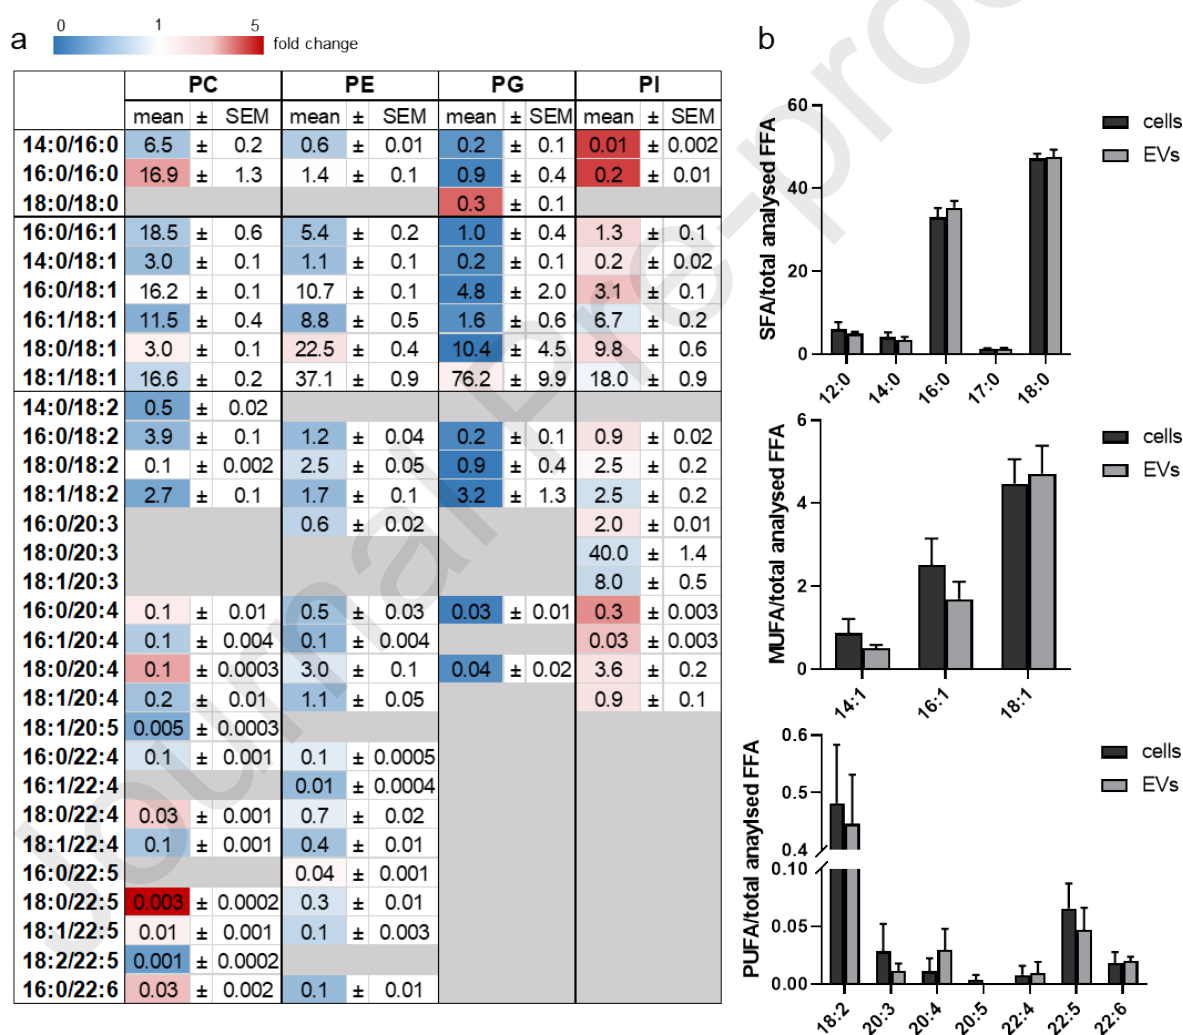 a
0 1 5
fold change
PC PE PG PI
mean ± SEM mean ± SEM mean ± SEM mean ± SEM
14:0/16:0 6.5 ± 0.2 0.6 ± 0.01 0.2 ± 0.1 0.01 ± 0.002
16:0/16:0 16.9 ± 1.3 1.4 ± 0.1 0.9 ± 0.4 0.2 ± 0.01
18:0/18:0 0.3 ± 0.1
16:0/16:1 18.5 ± 0.6 5.4 ± 0.2 1.0 ± 0.4 1.3 ± 0.1
14:0/18:1 3.0 ± 0.1 1.1 ± 0.1 0.2 ± 0.1 0.2 ± 0.02
16:0/18:1 16.2 ± 0.1 10.7 ± 0.1 4.8 ± 2.0 3.1 ± 0.1
16:1/18:1 11.5 ± 0.4 8.8 ± 0.5 1.6 ± 0.6 6.7 ± 0.2
18:0/18:1 3.0 ± 0.1 22.5 ± 0.4 10.4 ± 4.5 9.8 ± 0.6
18:1/18:1 16.6 ± 0.2 37.1 ± 0.9 76.2 ± 9.9 18.0 ± 0.9
14:0/18:2 0.5 ± 0.02
16:0/18:2 3.9 ± 0.1 1.2 ± 0.04 0.2 ± 0.1 0.9 ± 0.02
18:0/18:2 0.1 ± 0.002 2.5 ± 0.05 0.9 ± 0.4 2.5 ± 0.2
18:1/18:2 2.7 ± 0.1 1.7 ± 0.1 3.2 ± 1.3 2.5 ± 0.2
16:0/20:3 0.6 ± 0.02 2.0 ± 0.01
18:0/20:3 40.0 ± 1.4
18:1/20:3 8.0 ± 0.5
16:0/20:4 0.1 ± 0.01 0.5 ± 0.03 0.03 ± 0.01 0.3 ± 0.003
16:1/20:4 0.1 ± 0.004 0.1 ± 0.004 0.03 ± 0.003
18:0/20:4 0.1 ± 0.0003 3.0 ± 0.1 0.04 ± 0.02 3.6 ± 0.2
18:1/20:4 0.2 ± 0.01 1.1 ± 0.05 0.9 ± 0.1
18:1/20:5 0.005 ± 0.0003
16:0/22:4 0.1 ± 0.001 0.1 ± 0.0005
16:1/22:4 0.01 ± 0.0004
18:0/22:4 0.03 ± 0.001 0.7 ± 0.02
18:1/22:4 0.1 ± 0.001 0.4 ± 0.01
16:0/22:5 0.04 ± 0.001
18:0/22:5 0.003 ± 0.0002 0.3 ± 0.01
18:1/22:5 0.01 ± 0.001 0.1 ± 0.003
18:2/22:5 0.001 ± 0.0002
16:0/22:6 0.03 ± 0.002 0.1 ± 0.01
b
SFA/total analysed FFA
60
40
20
0
12:0 14:0 16:0 17:0 18:0
cells
EVs
MUFA/total analysed FFA
6
4
2
0
14:1 16:1 18:1
cells
EVs
PUFA/total anaylsed FFA
0.6
0.5
0.4
0.10
0.05
0.00
18:2 20:3 20:4 20:5 22:4 22:5 22:6
cells
EVs
Journal Pre-proo